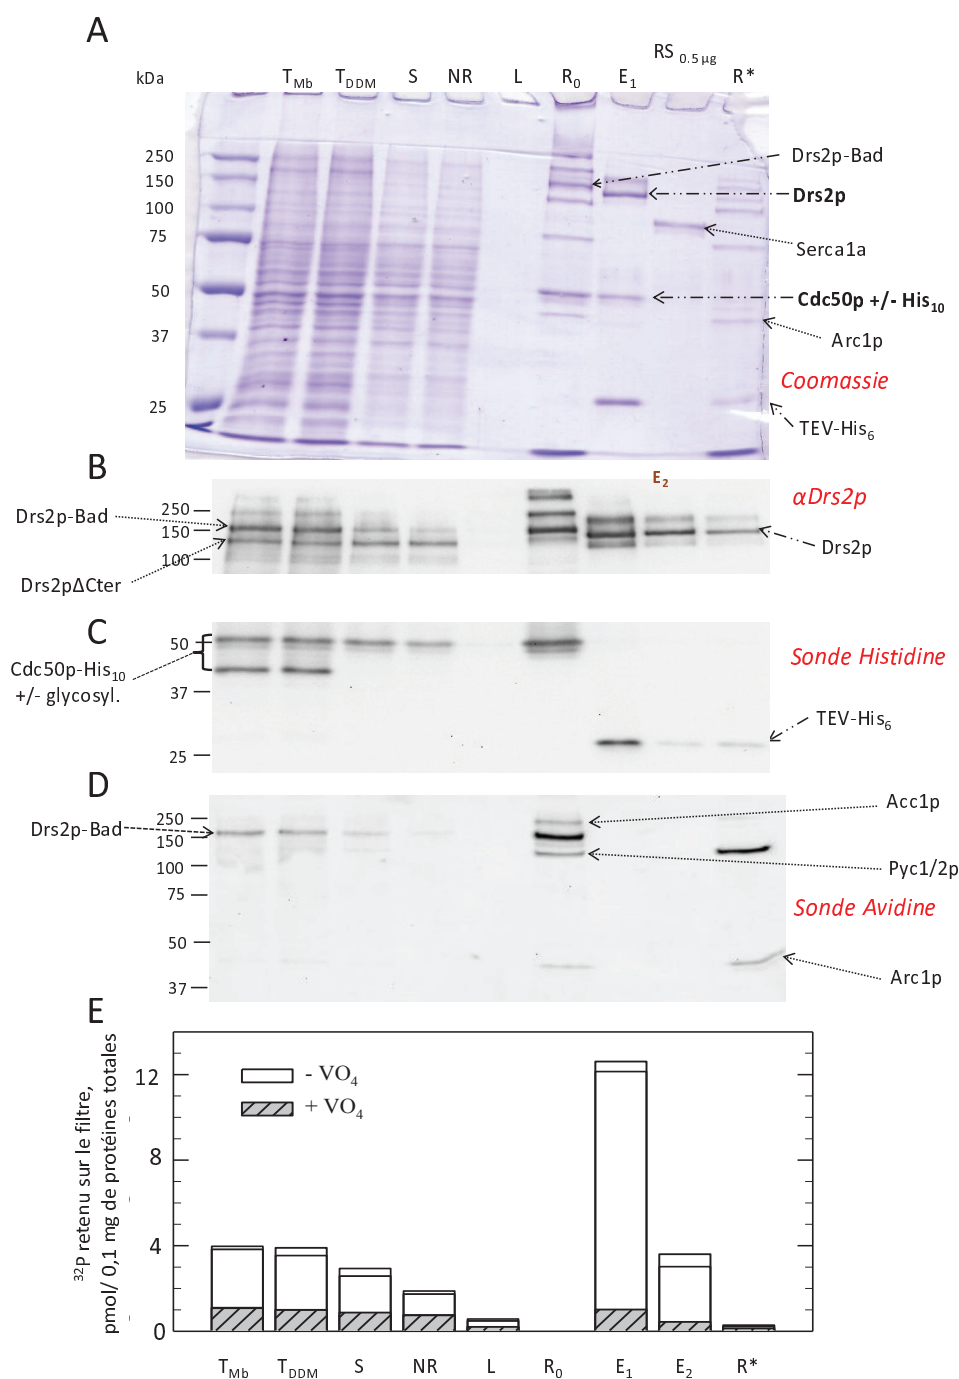 A
RS 0.5 µg
kDa
TMb TDDM S NR L R0 E1 R*
250
150
100
75
50
37
25
Drs2p-Bad
Drs2p
Serca1a
Cdc50p +/- His10
Arc1p
Coomassie
TEV-His6
B
E2
αDrs2p
Drs2p-Bad
Drs2p∆Cter
250
150
100
Drs2p
C
Cdc50p-His10
+/- glycosyl.
50
37
25
Sonde Histidine
TEV-His6
D
Drs2p-Bad
250
150
100
75
50
37
Acc1p
Pyc1/2p
Sonde Avidine
Arc1p
E
32P retenu sur le filtre,
pmol/ 0,1 mg de protéines totales
12
8
4
0
- VO4
+ VO4
TMb TDDM S NR L R0 E1 E2 R*